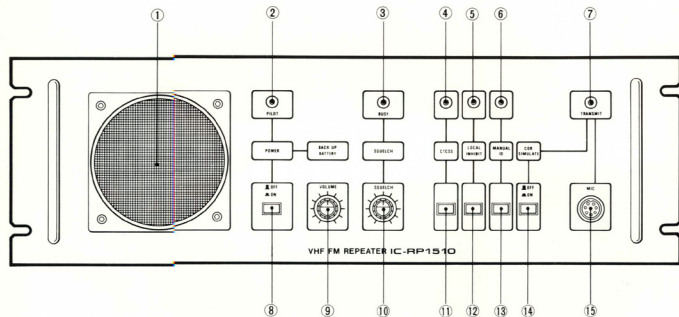 ① ② ③ ④ ⑤ ⑥ ⑦
PILOT
BUSY
TRANSMIT
POWER
BACK UP
BATTERY
SQUELCH
CTCSS
LOCAL
INHIBIT
MANUAL
ID
COR
SIMULATE
OFF
ON
VOLUME
SQUELCH
OFF
ON
MIC
VHF FM REPEATER IC-RP1510
⑧ ⑨ ⑩ ⑪ ⑫ ⑬ ⑭ ⑮